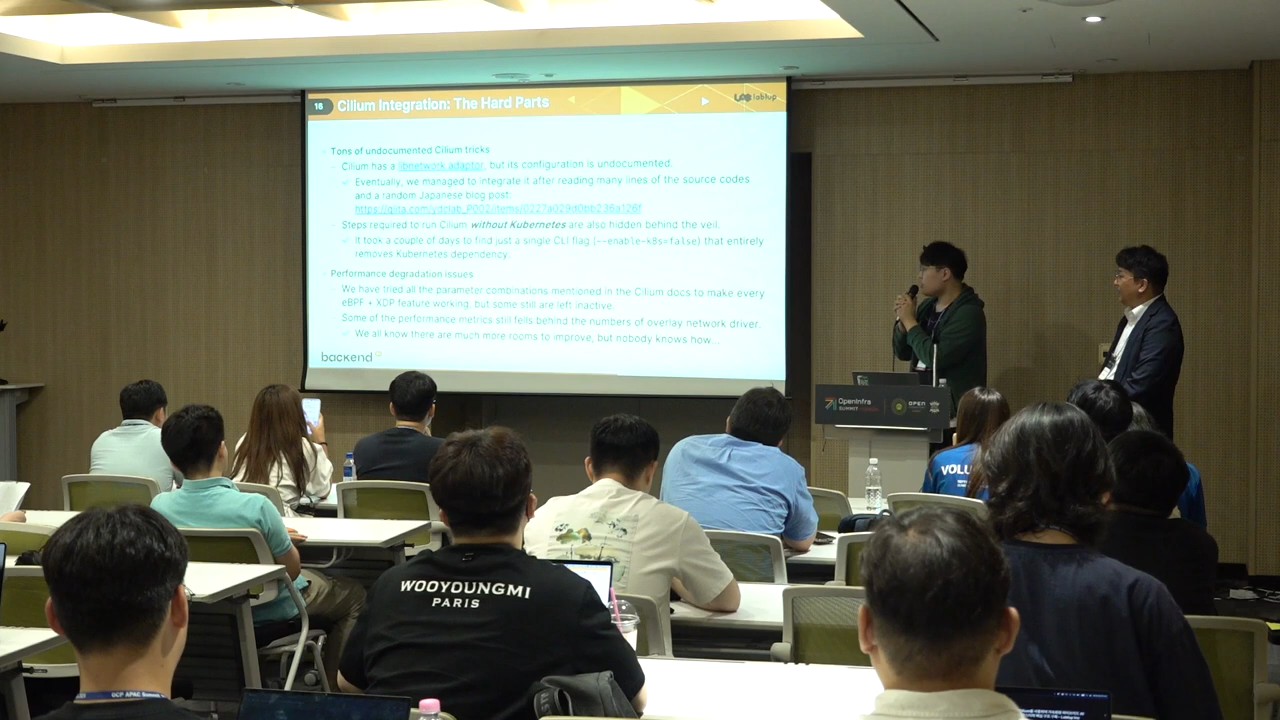 16 Cilium Integration: The Hard Parts
lablup
Tons of undocumented Cilium tricks
Cilium has a libnetwork adaptor, but its configuration is undocumented.
Eventually, we managed to integrate it after reading many lines of the source codes
and a random Japanese blog post:
Steps required to run Cilium without Kubernetes are also hidden behind the veil.
It took a couple of days to find just a single CLI flag (--enable-k8s=false) that entirely
removes Kubernetes dependency.
Performance degradation issues
We have tried all the parameter combinations mentioned in the Cilium docs to make every
eBPF + XDP feature working, but some still are left inactive.
Some of the performance metrics still fells behind the numbers of overlay network driver.
We all know there are much more rooms to improve, but nobody knows how...
backend
OpenInfra
SUMMIT
OPEN
VOLU
WOOYOUNGMI
PARIS